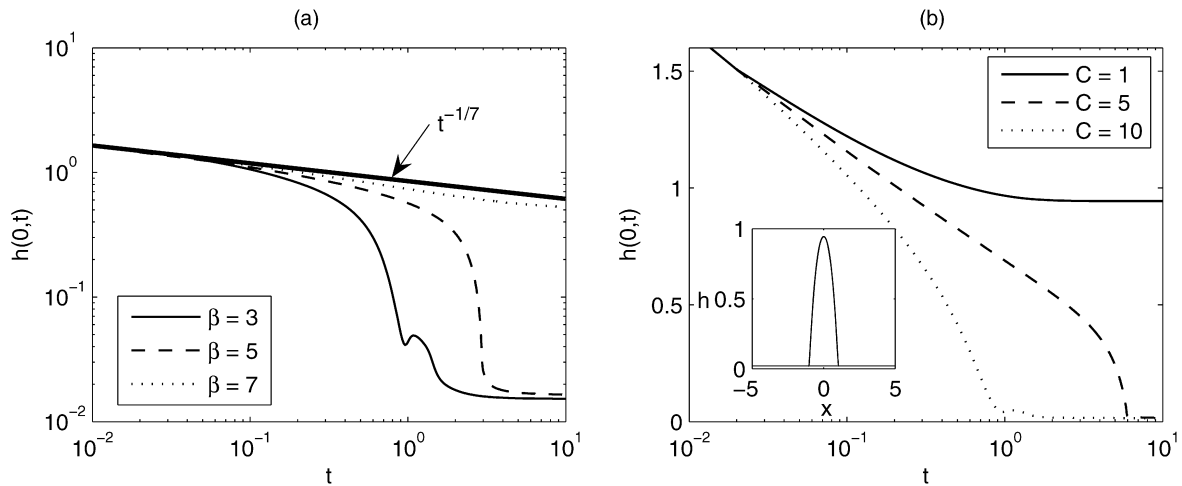 (a)
10^1
10^0
10^-1
10^-2
h(0,t)
t^-1/7
β = 3
β = 5
β = 7
10^-2
10^-1
10^0
10^1
t
(b)
1.5
1
0.5
0
h(0,t)
C = 1
C = 5
C = 10
1
0.5
0
h
-5
0
5
x
10^-2
10^-1
10^0
10^1
t